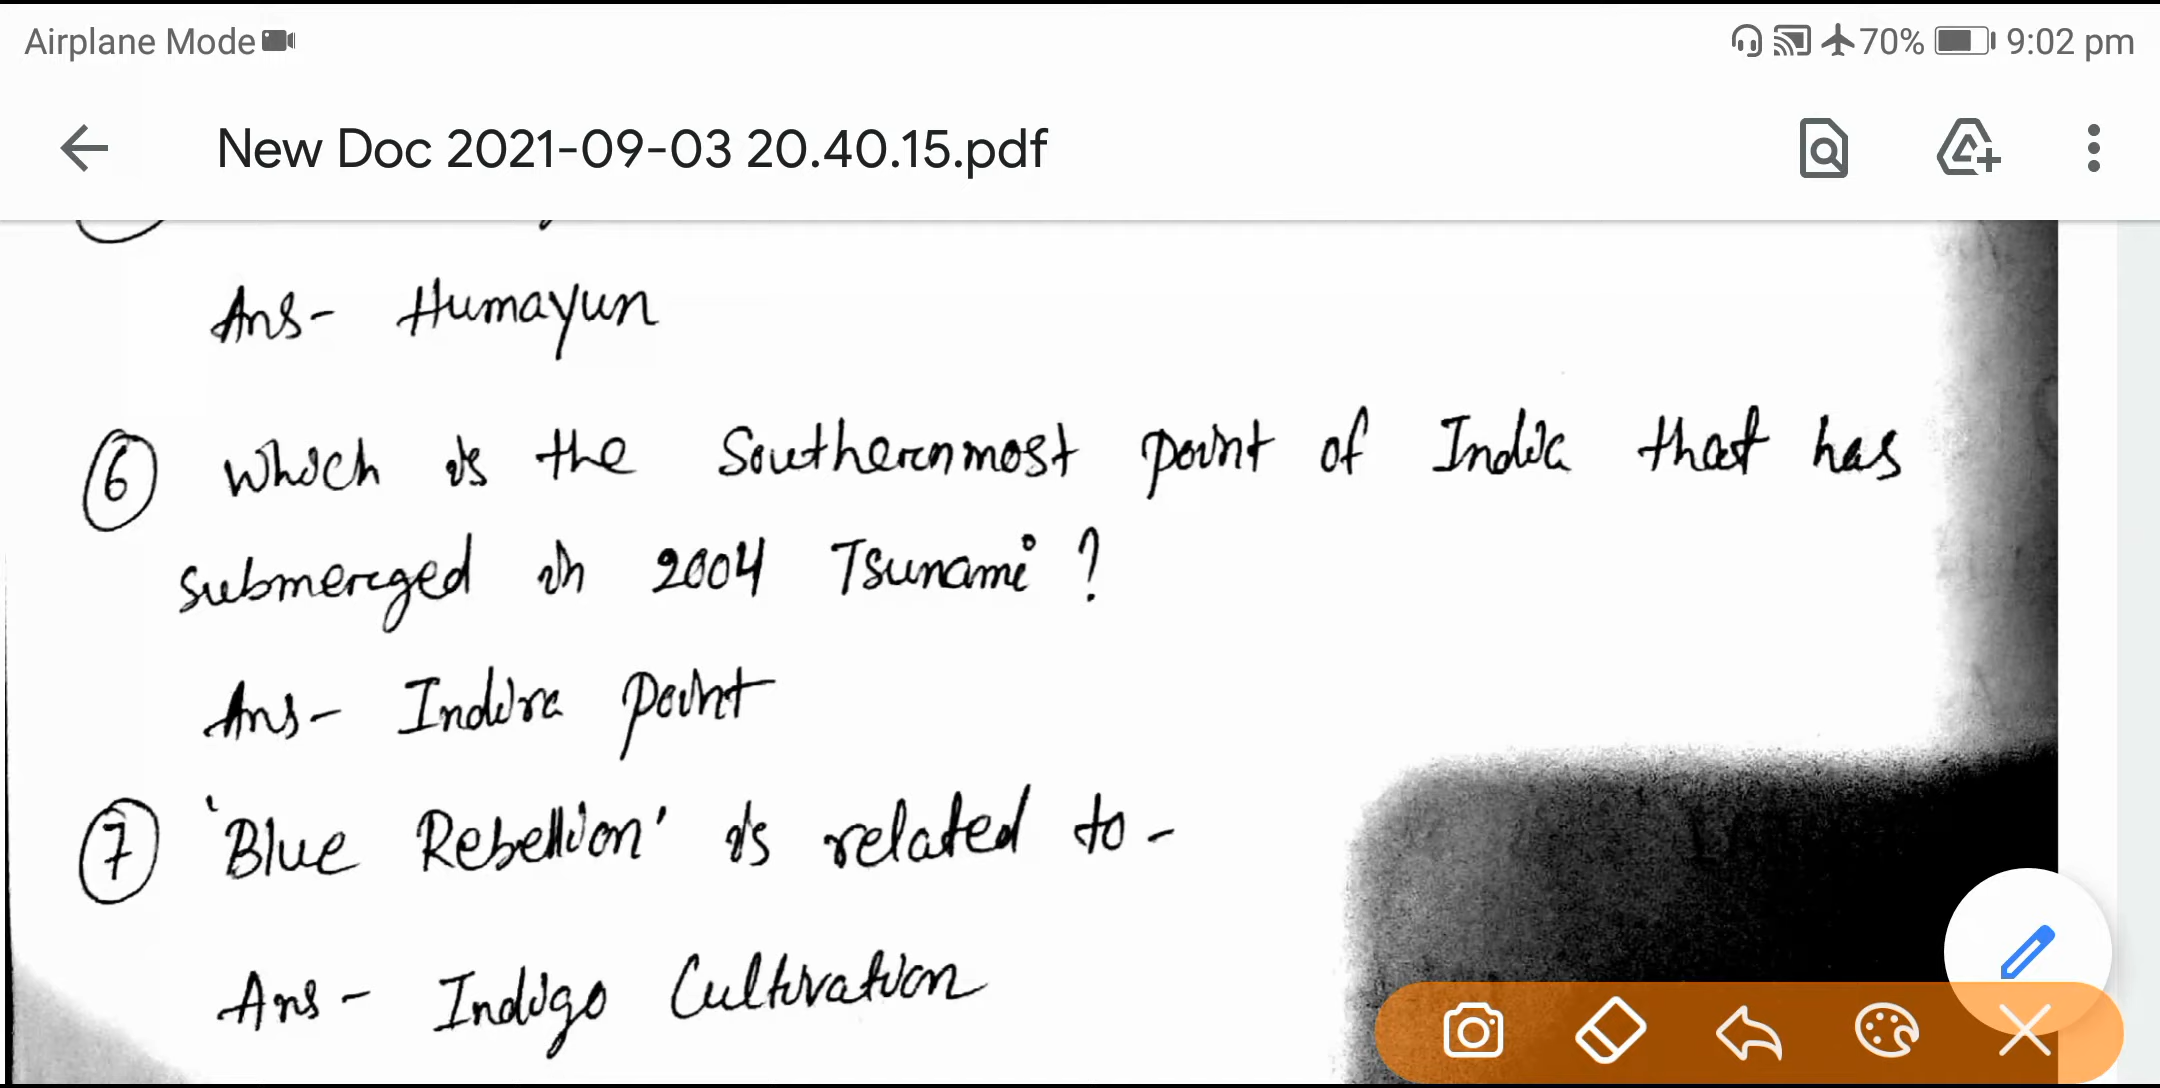 Airplane Mode
70% 9:02 pm
New Doc 2021-09-03 20.40.15.pdf
Ans- Humayun
6 Which is the Southernmost point of India that has
submerged in 2004 Tsunami ?
Ans- Indira point
7 'Blue Rebellion' is related to -
Ans - Indigo Cultivation